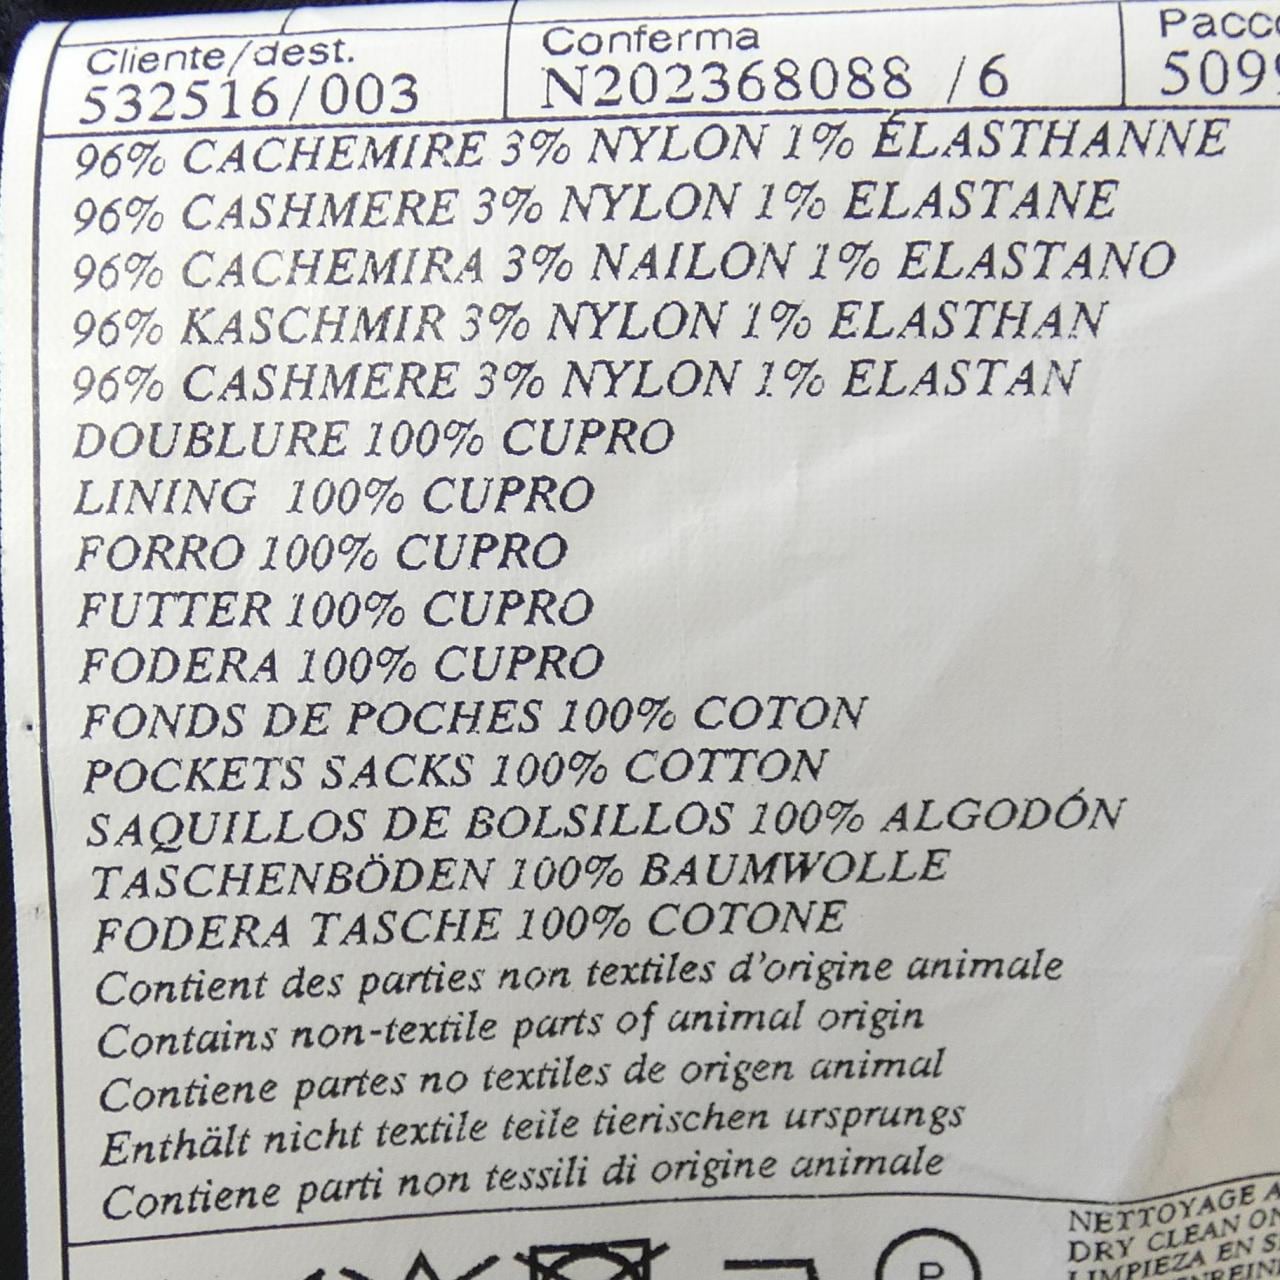 Cliente/dest. Conferma
532516/003 N202368088 /6
96% CACHEMIRE 3% NYLON 1% ÉLASTHANNE
96% CASHMERE 3% NYLON 1% ELASTANE
96% CACHEMIRA 3% NAILON 1% ELASTANO
96% KASCHMIR 3% NYLON 1% ELASTHAN
96% CASHMERE 3% NYLON 1% ELASTAN
DOUBLURE 100% CUPRO
LINING 100% CUPRO
FORRO 100% CUPRO
FUTTER 100% CUPRO
FODERA 100% CUPRO
FONDS DE POCHES 100% COTON
POCKETS SACKS 100% COTTON
SAQUILLOS DE BOLSILLOS 100% ALGODÓN
TASCHENBÖDEN 100% BAUMWOLLE
FODERA TASCHE 100% COTONE
Contient des parties non textiles d'origine animale
Contains non-textile parts of animal origin
Contiene partes no textiles de origen animal
Enthält nicht textile teile tierischen ursprungs
Contiene parti non tessili di origine animale
NETTOYAGE
DRY CLEAN
LIMPIEZA EN
P